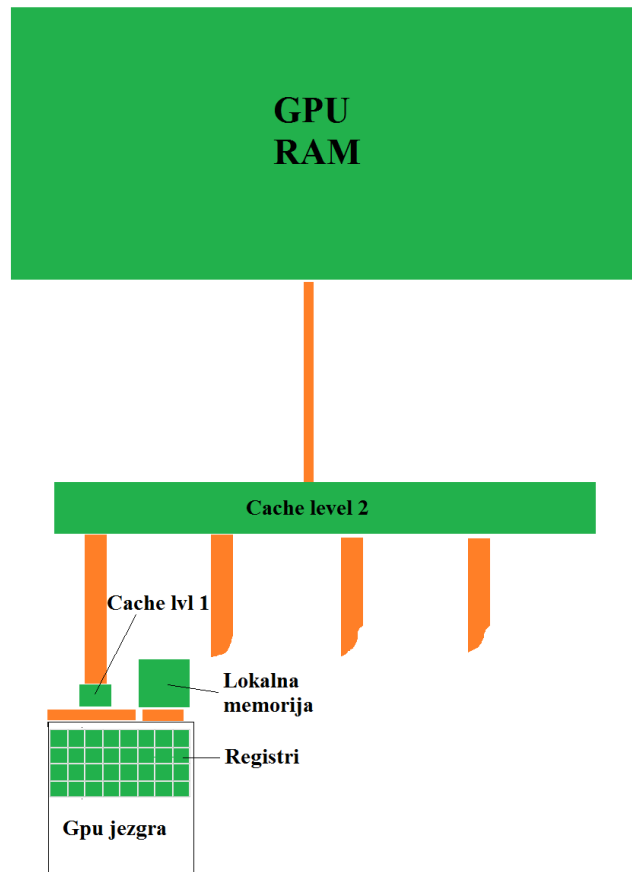 GPU
RAM
Cache level 2
Cache lvl 1
Lokalna
memorija
Registri
Gpu jezgra